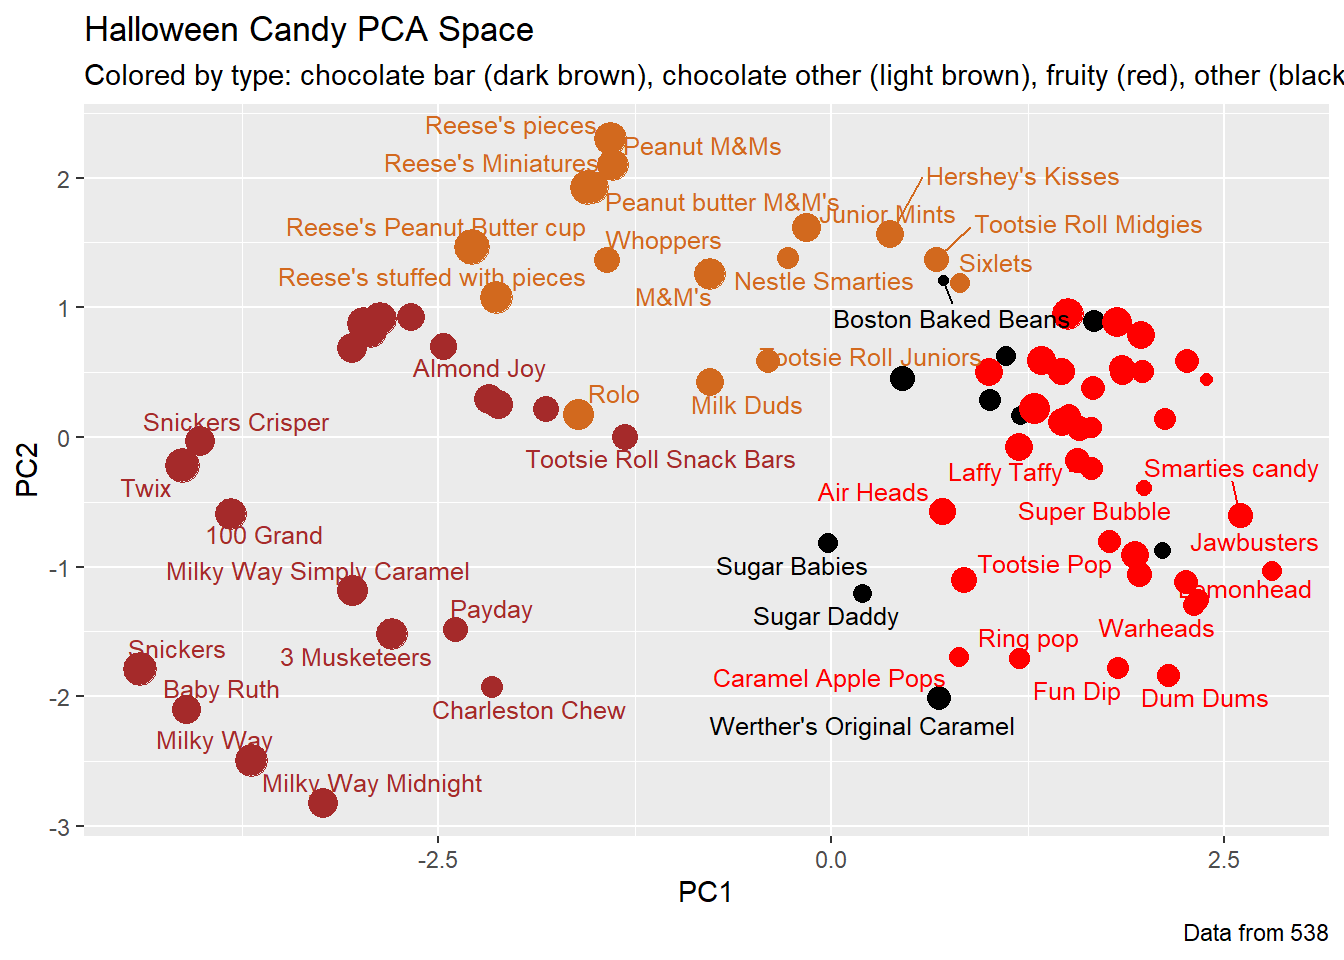 Halloween Candy PCA Space
Colored by type: chocolate bar (dark brown), chocolate other (light brown), fruity (red), other (black
Reese's pieces
Peanut M&Ms
Reese's Miniatures
Hershey's Kisses
Peanut butter M&M's
Junior Mints
Tootsie Roll Midgies
Reese's Peanut Butter cup
Whoppers
Sixlets
Reese's stuffed with pieces
Nestle Smarties
M&M's
Boston Baked Beans
Tootsie Roll Juniors
Almond Joy
Rolo
Milk Duds
Snickers Crisper
Tootsie Roll Snack Bars
Smarties candy
Laffy Taffy
Twix
Air Heads
Super Bubble
100 Grand
Jawbusters
Sugar Babies
Tootsie Pop
Milky Way Simply Caramel
Lemonhead
Payday
Sugar Daddy
Warheads
Ring pop
Snickers
3 Musketeers
Caramel Apple Pops
Baby Ruth
Fun Dip
Dum Dums
Charleston Chew
Werther's Original Caramel
Milky Way
Milky Way Midnight
2
1
0
-1
-2
-3
PC2
-2.5
0.0
2.5
PC1
Data from 538